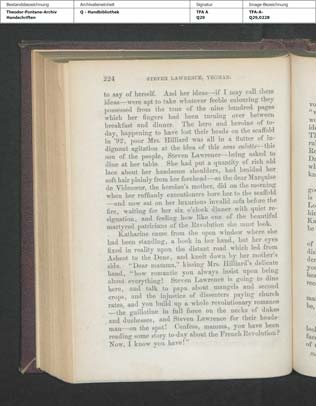 Bestandsbezeichnung Archivalieneinheit Signatur Image-Bezeichnung
Theodor-Fontane-Archiv Q - Handbibliothek TFA A TFA-A-
Handschriften Q29 Q29,0228
224 STEVEN LAWRENCE, YEOMAN.
to say of herself. And her ideas—if I may call them
ideas—were apt to take whatever feeble colouring they
possessed from the tone of the nine hundred pages
which her fingers had been turning over between
breakfast and dinner. The hero and heroine of to-
day, happening to have lost their heads on the scaffold
in '92, poor Mrs. Hilliard was all in a flutter of in-
dignant agitation at the idea of this sans culotte—this
son of the people, Steven Lawrence—being asked to
dine at her table. She had put a quantity of rich old
lace about her handsome shoulders, had braided her
soft hair plainly from her forehead—as the dear Marquise
de Vidmour, the heroine's mother, did on the morning
when her ruffianly executioners bore her to the scaffold
—and now sat on her luxurious invalid sofa before the
fire, waiting for her six o'clock dinner with quiet re-
signation, and feeling how like one of the beautiful
martyred patricians of the Revolution she must look.
Katharine came from the open window where she
had been standing, a book in her hand, but her eyes
fixed in reality upon the distant road which led from
Ashcot to the Dene, and knelt down by her mother's
side. "Dear mamma," kissing Mrs. Hilliard's delicate
hand, "how romantic you always insist upon being
about everything! Steven Lawrence is going to dine
here, and talk to papa about mangels and second
crops, and the injustice of dissenters paying church
rates, and you build up a whole revolutionary romance
—the guillotine in full force on the necks of dukes
and duchesses, and Steven Lawrence for their heads-
man—on the spot! Confess, mamma, you have been
reading some story to-day about the French Revolution?
Now, I know you have!"